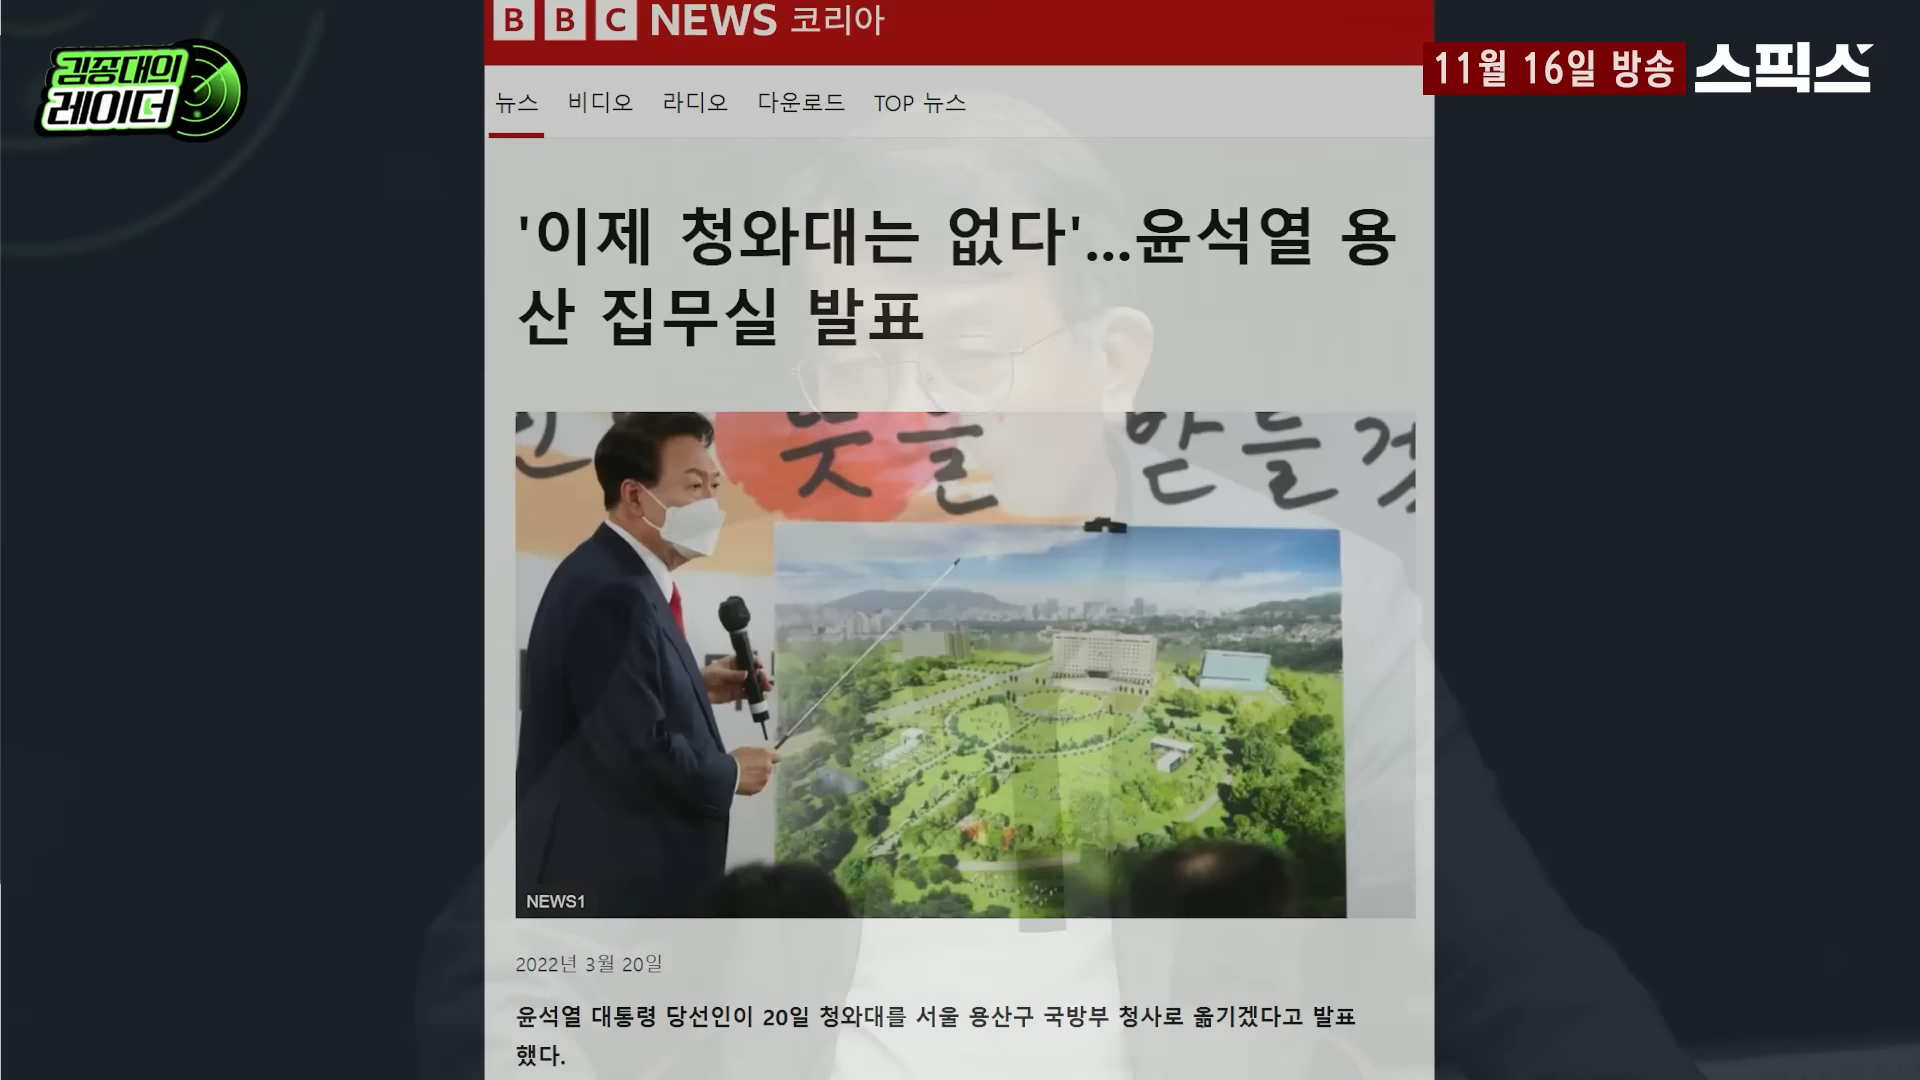 김종대의
레이더
BBC NEWS 코리아
11월 16일 방송
스픽스
뉴스 비디오 라디오 다운로드 TOP 뉴스
'이제 청와대는 없다'...윤석열 용
산 집무실 발표
뜻을 받들겠
NEWS1
2022년 3월 20일
윤석열 대통령 당선인이 20일 청와대를 서울 용산구 국방부 청사로 옮기겠다고 발표
했다.